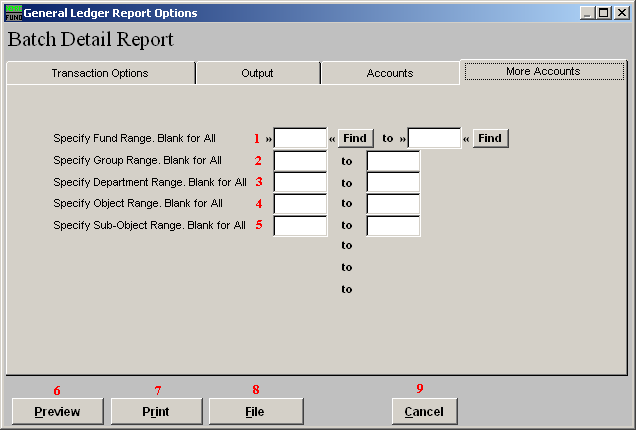 General Ledger Report Options
Batch Detail Report
Transaction Options Output Accounts More Accounts
Specify Fund Range. Blank for All 1 » « Find to » « Find
Specify Group Range. Blank for All 2 to
Specify Department Range. Blank for All 3 to
Specify Object Range. Blank for All 4 to
Specify Sub-Object Range. Blank for All 5 to
to
to
to
6 7 8 9
Preview Print File Cancel